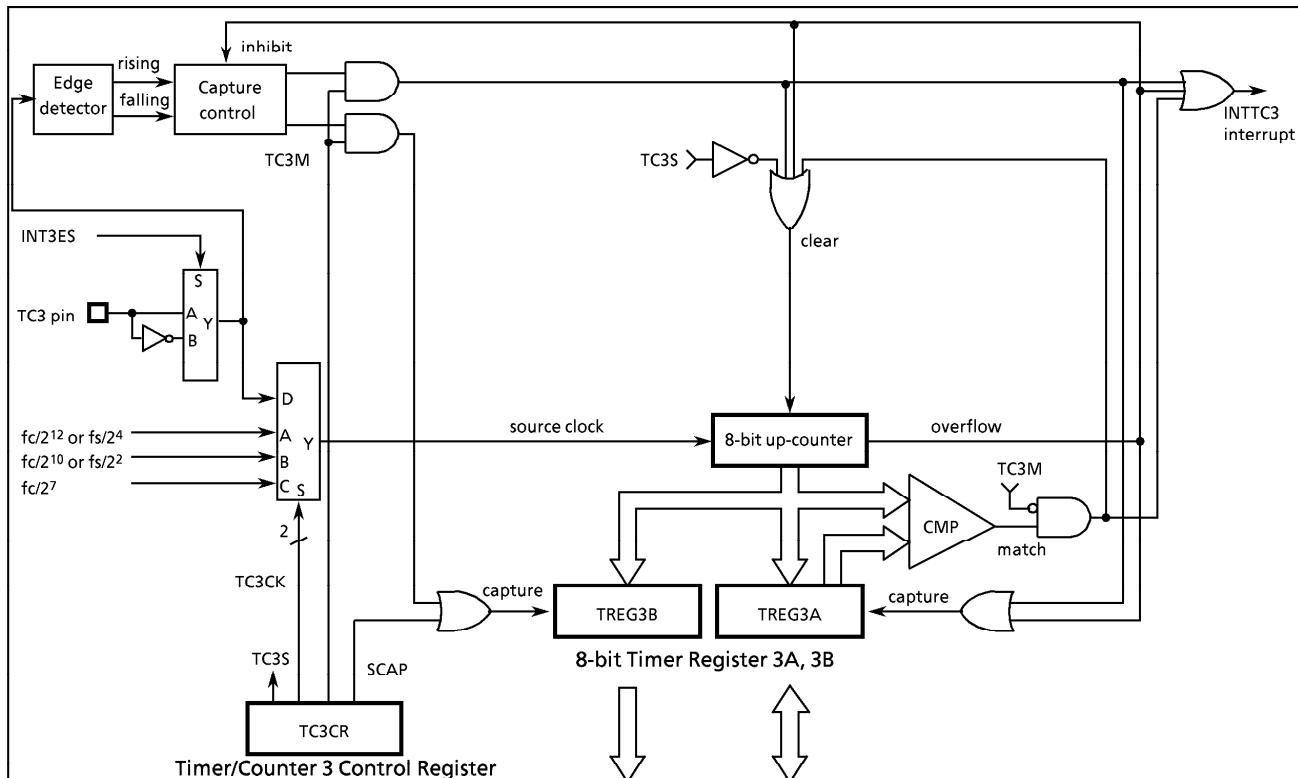 inhibit
rising
Edge
detector
falling
Capture
control
TC3M
INTTC3
interrupt
TC3S
clear
INT3ES
S
TC3 pin
A
Y
B
D
fc/2¹² or fs/2⁴
A
Y
fc/2¹⁰ or fs/2²
B
fc/2⁷
C
S
source clock
8-bit up-counter
overflow
TC3M
CMP
match
2
TC3CK
capture
TREG3B
TREG3A
capture
8-bit Timer Register 3A, 3B
TC3S
SCAP
TC3CR
Timer/Counter 3 Control Register